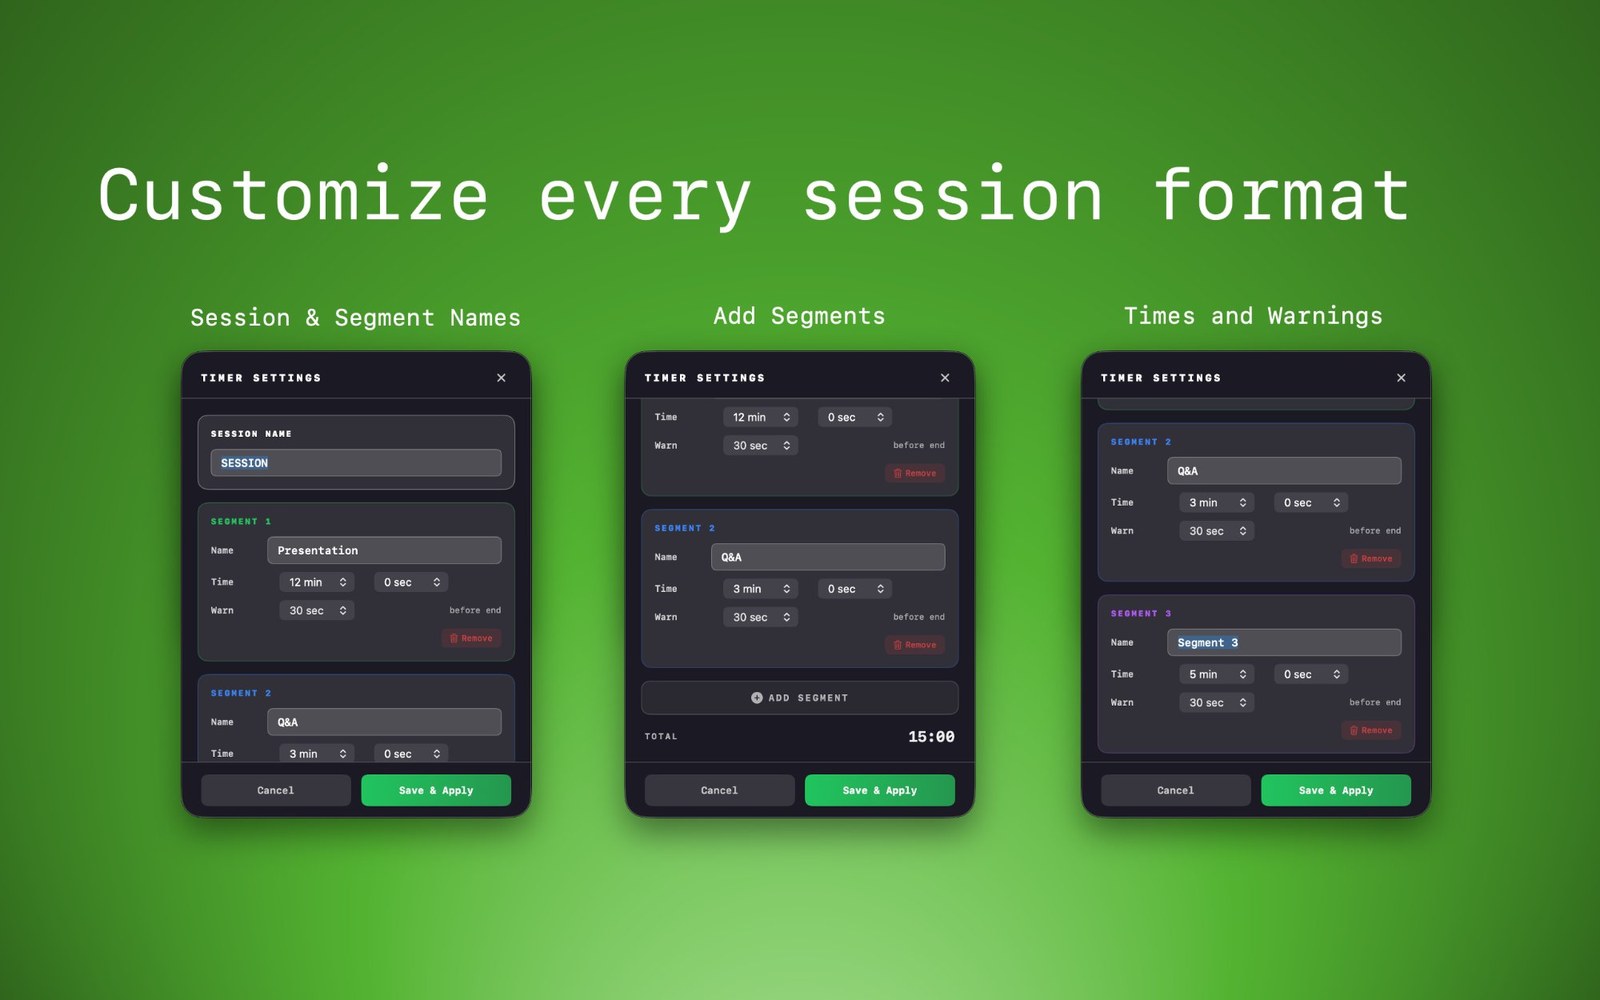 Customize every session format
Session & Segment Names
TIMER SETTINGS
SESSION NAME
SESSION
SEGMENT 1
Name Presentation
Time 12 min 0 sec
Warn 30 sec before end
Remove
SEGMENT 2
Name Q&A
Time 3 min 0 sec
Cancel Save & Apply
Add Segments
TIMER SETTINGS
Time 12 min 0 sec
Warn 30 sec before end
Remove
SEGMENT 2
Name Q&A
Time 3 min 0 sec
Warn 30 sec before end
Remove
ADD SEGMENT
TOTAL 15:00
Cancel Save & Apply
Times and Warnings
TIMER SETTINGS
SEGMENT 2
Name Q&A
Time 3 min 0 sec
Warn 30 sec before end
Remove
SEGMENT 3
Name Segment 3
Time 5 min 0 sec
Warn 30 sec before end
Remove
Cancel Save & Apply